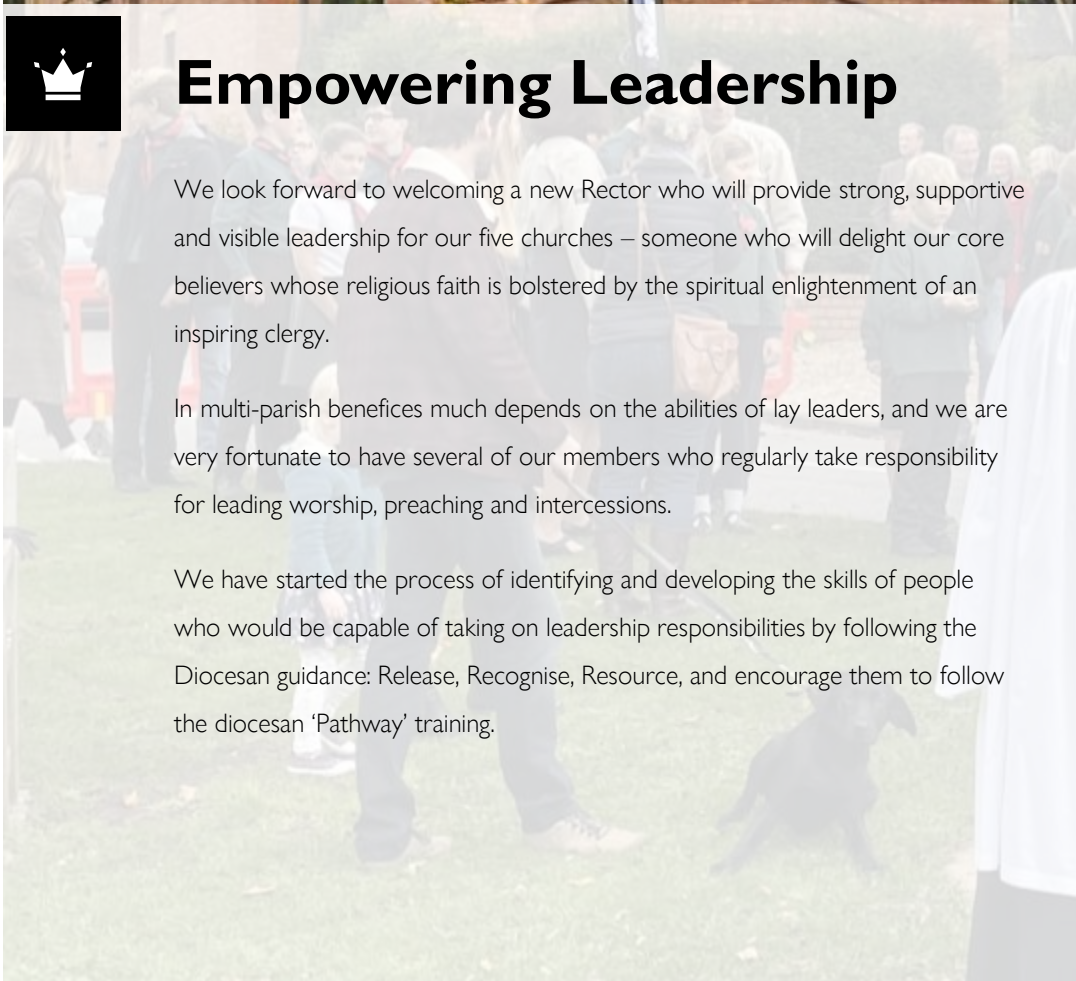 Empowering Leadership
We look forward to welcoming a new Rector who will provide strong, supportive
and visible leadership for our five churches – someone who will delight our core
believers whose religious faith is bolstered by the spiritual enlightenment of an
inspiring clergy.
In multi-parish benefices much depends on the abilities of lay leaders, and we are
very fortunate to have several of our members who regularly take responsibility
for leading worship, preaching and intercessions.
We have started the process of identifying and developing the skills of people
who would be capable of taking on leadership responsibilities by following the
Diocesan guidance: Release, Recognise, Resource, and encourage them to follow
the diocesan ‘Pathway’ training.